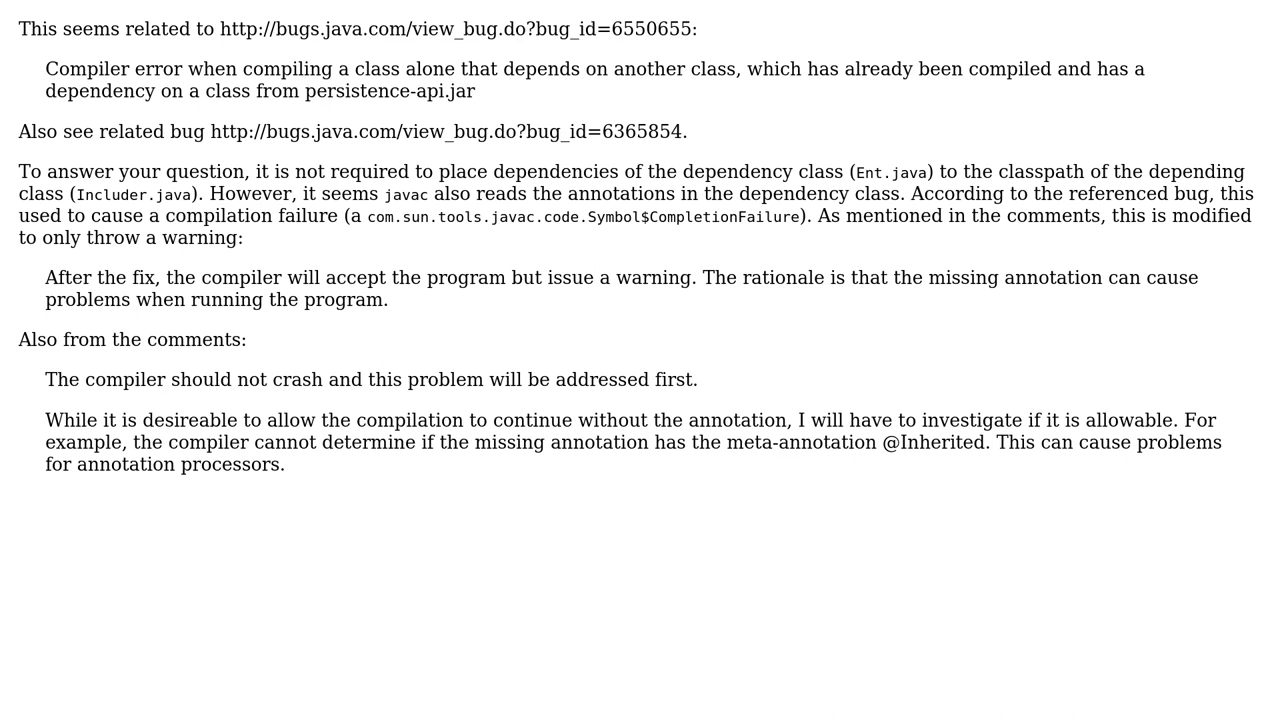 This seems related to http://bugs.java.com/view_bug.do?bug_id=6550655:
Compiler error when compiling a class alone that depends on another class, which has already been compiled and has a
dependency on a class from persistence-api.jar
Also see related bug http://bugs.java.com/view_bug.do?bug_id=6365854.
To answer your question, it is not required to place dependencies of the dependency class (Ent.java) to the classpath of the depending
class (Includer.java). However, it seems javac also reads the annotations in the dependency class. According to the referenced bug, this
used to cause a compilation failure (a com.sun.tools.javac.code.Symbol$CompletionFailure). As mentioned in the comments, this is modified
to only throw a warning:
After the fix, the compiler will accept the program but issue a warning. The rationale is that the missing annotation can cause
problems when running the program.
Also from the comments:
The compiler should not crash and this problem will be addressed first.
While it is desireable to allow the compilation to continue without the annotation, I will have to investigate if it is allowable. For
example, the compiler cannot determine if the missing annotation has the meta-annotation @Inherited. This can cause problems
for annotation processors.